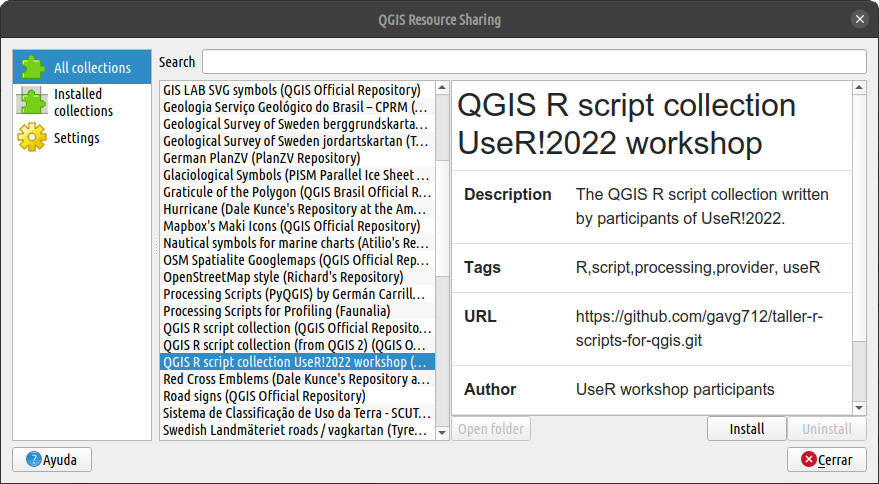 QGIS Resource Sharing
All collections
Installed
collections
Settings
Search
GIS LAB SVG symbols (QGIS Official Repository)
Geologia Serviço Geológico do Brasil – CPRM (...
Geological Survey of Sweden berggrundskarta...
Geological Survey of Sweden jordartskartan (T...
German PlanZV (PlanZV Repository)
Glaciological Symbols (PISM Parallel Ice Sheet ...
Graticule of the Polygon (QGIS Brasil Official R...
Hurricane (Dale Kunce's Repository at the Am...
Mapbox's Maki Icons (QGIS Official Repository)
Nautical symbols for marine charts (Atilio's Re...
OSM Spatialite Googlemaps (QGIS Official Rep...
OpenStreetMap style (Richard's Repository)
Processing Scripts (PyQGIS) by Germán Carrill...
Processing Scripts for Profiling (Faunalia)
QGIS R script collection (QGIS Official Reposito...
QGIS R script collection (from QGIS 2) (QGIS O...
QGIS R script collection UseR!2022 workshop (...
Red Cross Emblems (Dale Kunce's Repository a...
Road signs (QGIS Official Repository)
Sistema de Classificação de Uso da Terra - SCUT...
Swedish Landmäteriet roads / vagkartan (Tyre...
QGIS R script collection
UseR!2022 workshop
Description The QGIS R script collection written
by participants of UseR!2022.
Tags R,script,processing,provider, useR
URL https://github.com/gavg712/taller-r-
scripts-for-qgis.git
Author UseR workshop participants
Open folder Install Uninstall
Ayuda Cerrar